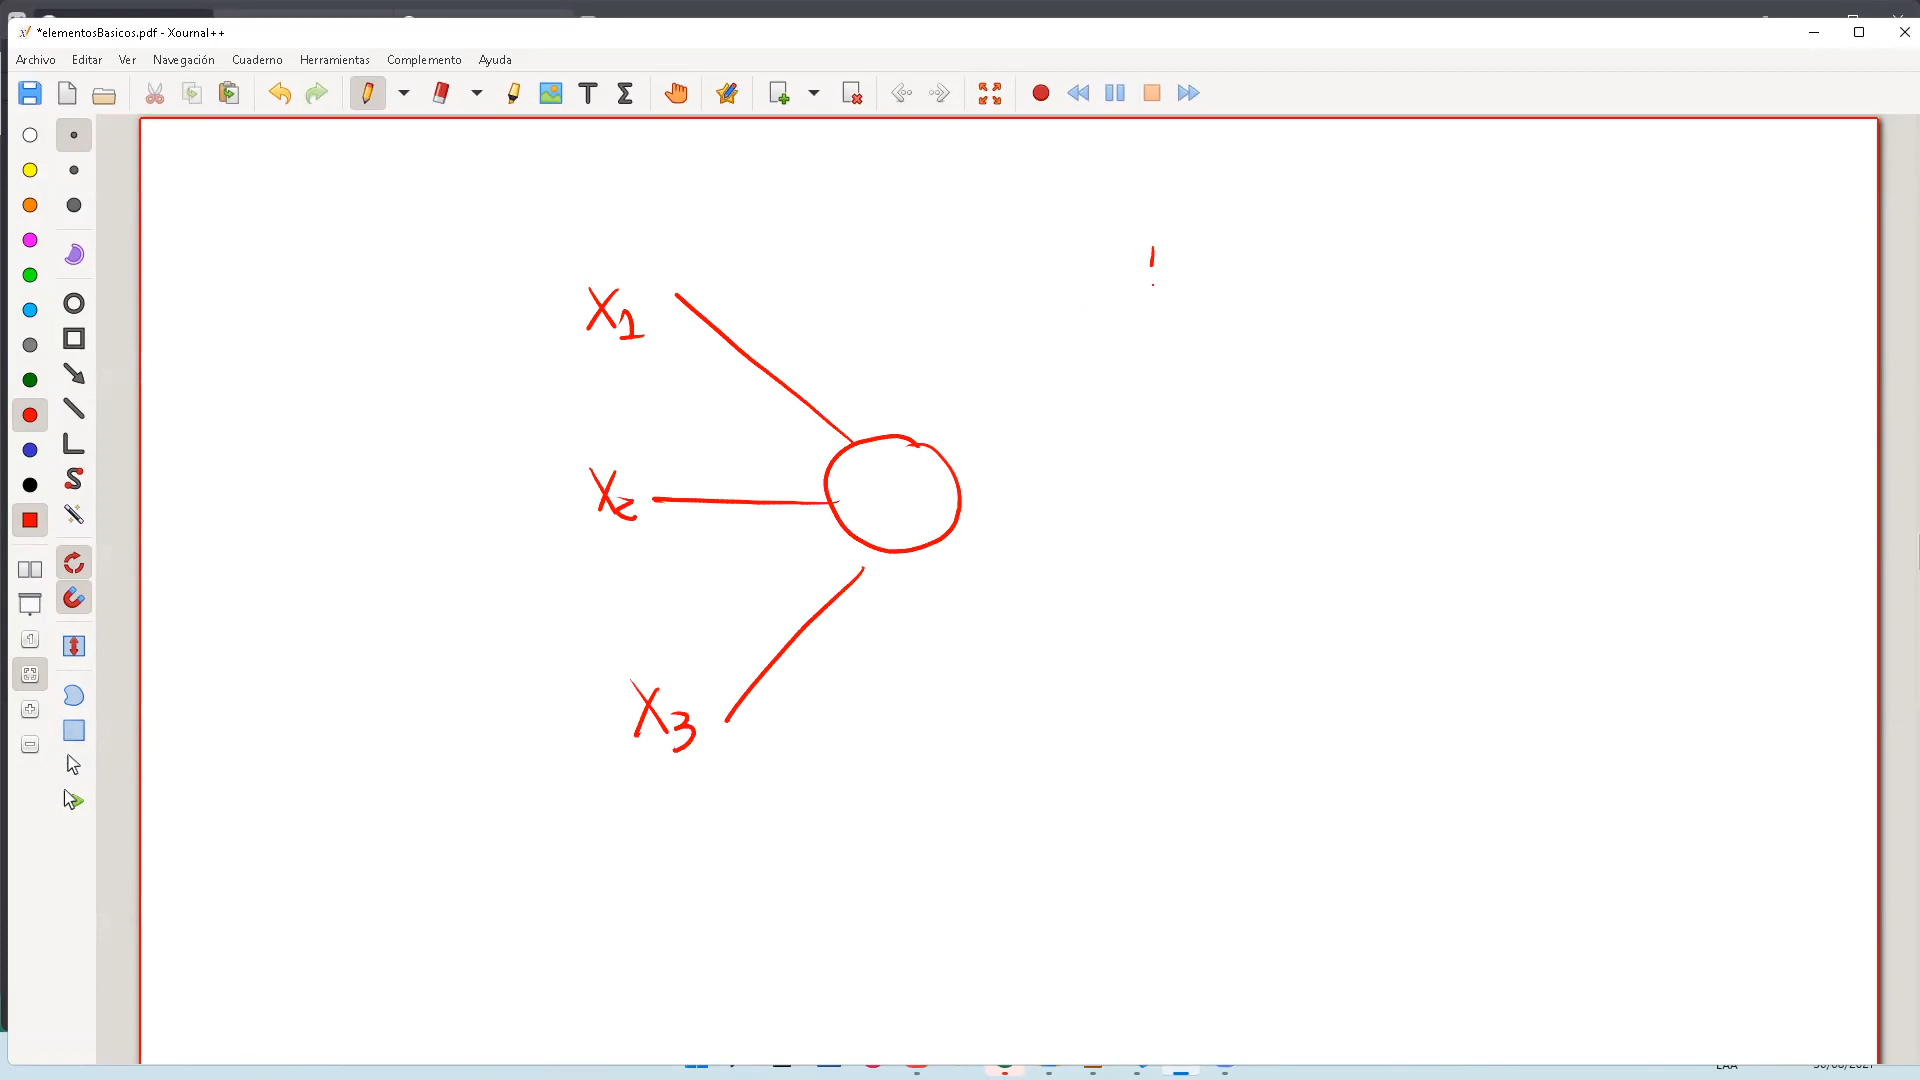 *elementosBasicos.pdf - Xournal++
Archivo Editar Ver Navegación Cuaderno Herramientas Complemento Ayuda
X1
X2
X3